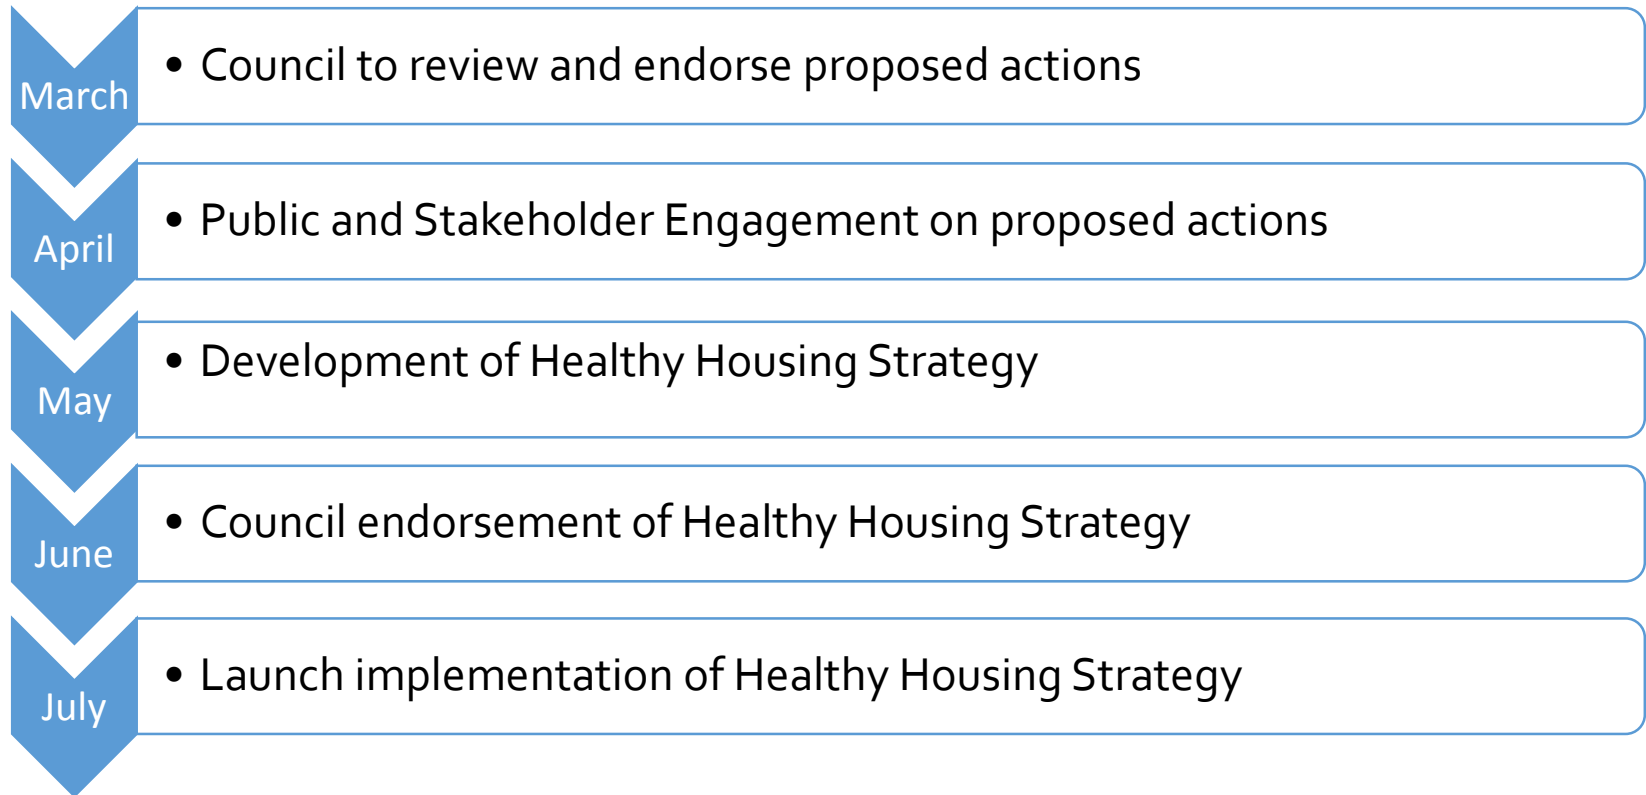 March
• Council to review and endorse proposed actions
April
• Public and Stakeholder Engagement on proposed actions
May
• Development of Healthy Housing Strategy
June
• Council endorsement of Healthy Housing Strategy
July
• Launch implementation of Healthy Housing Strategy